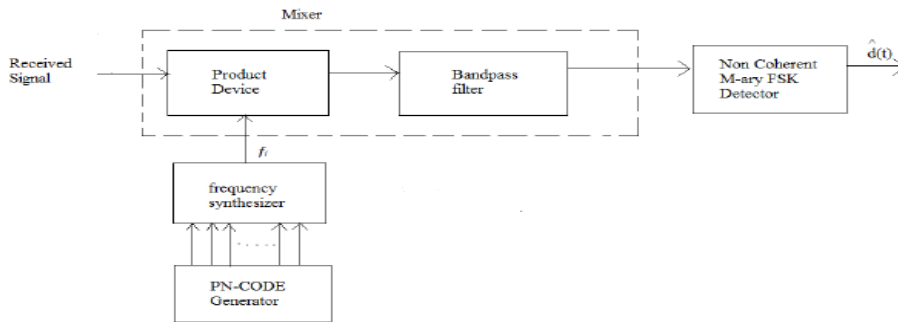 Mixer
Received
Signal
Product
Device
Bandpass
filter
Non Coherent
M-ary FSK
Detector
d̂(t)
fi
frequency
synthesizer
PN-CODE
Generator